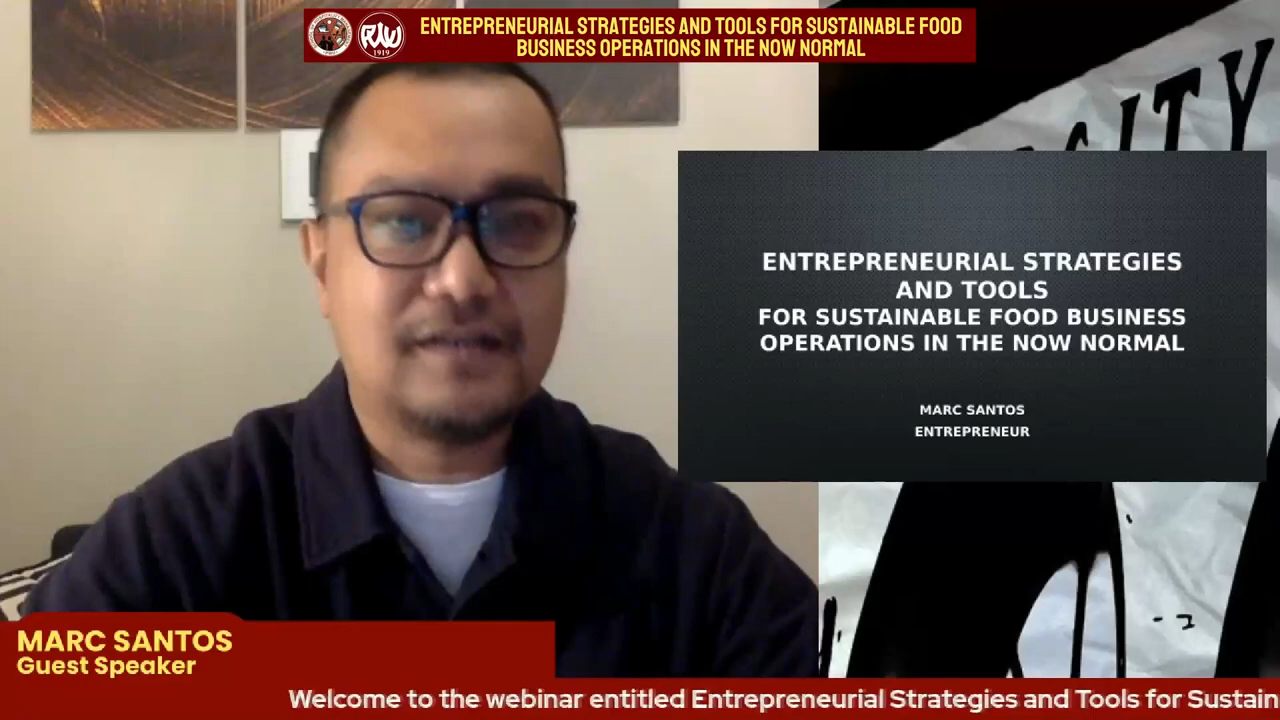 ENTREPRENEURIAL STRATEGIES AND TOOLS FOR SUSTAINABLE FOOD
BUSINESS OPERATIONS IN THE NOW NORMAL
1919
ENTREPRENEURIAL STRATEGIES
AND TOOLS
FOR SUSTAINABLE FOOD BUSINESS
OPERATIONS IN THE NOW NORMAL
MARC SANTOS
ENTREPRENEUR
MARC SANTOS
Guest Speaker
Welcome to the webinar entitled Entrepreneurial Strategies and Tools for Sustain